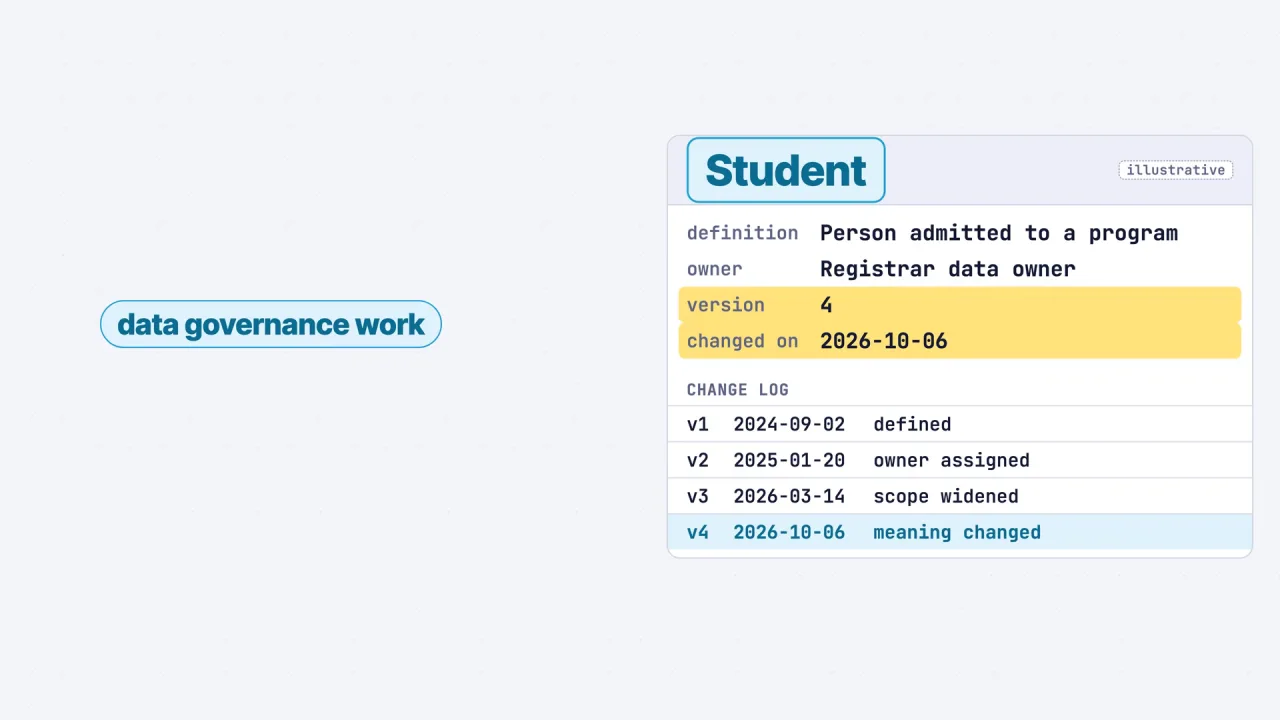 data governance work
Student
illustrative
definition Person admitted to a program
owner Registrar data owner
version 4
changed on 2026-10-06
CHANGE LOG
v1 2024-09-02 defined
v2 2025-01-20 owner assigned
v3 2026-03-14 scope widened
v4 2026-10-06 meaning changed